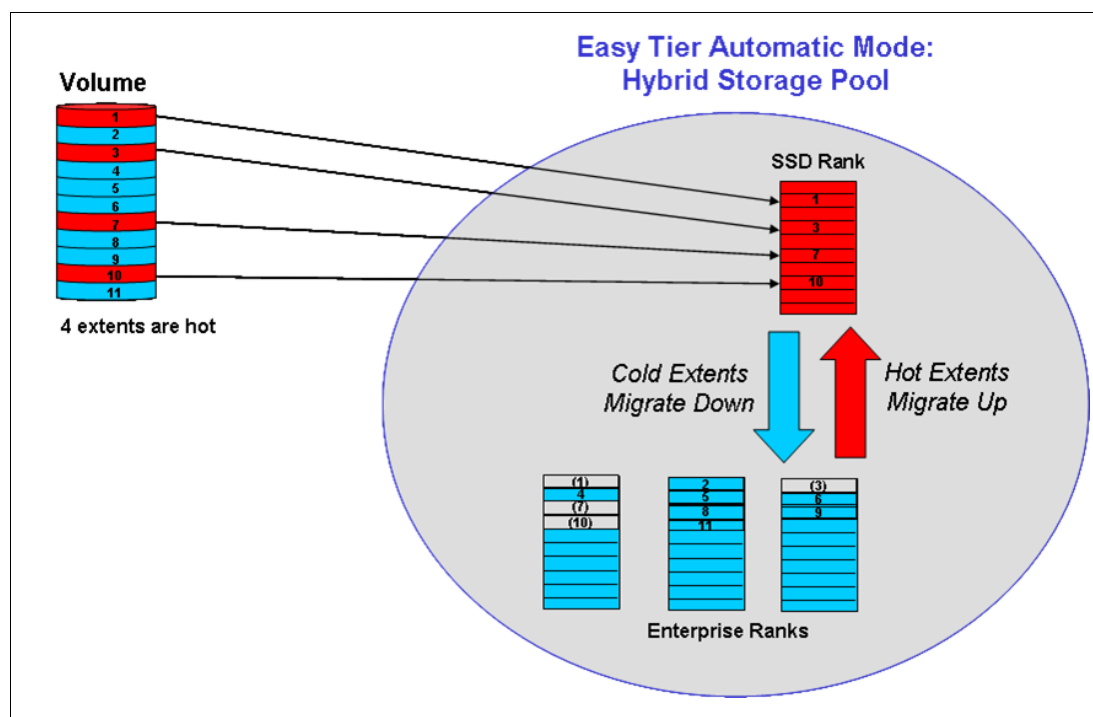 Easy Tier Automatic Mode:
Hybrid Storage Pool
Volume
1
2
3
4
5
6
7
8
9
10
11
4 extents are hot
SSD Rank
1
3
7
10
Cold Extents
Migrate Down
Hot Extents
Migrate Up
(1)
4
(7)
(10)
2
5
8
11
(3)
6
9
Enterprise Ranks